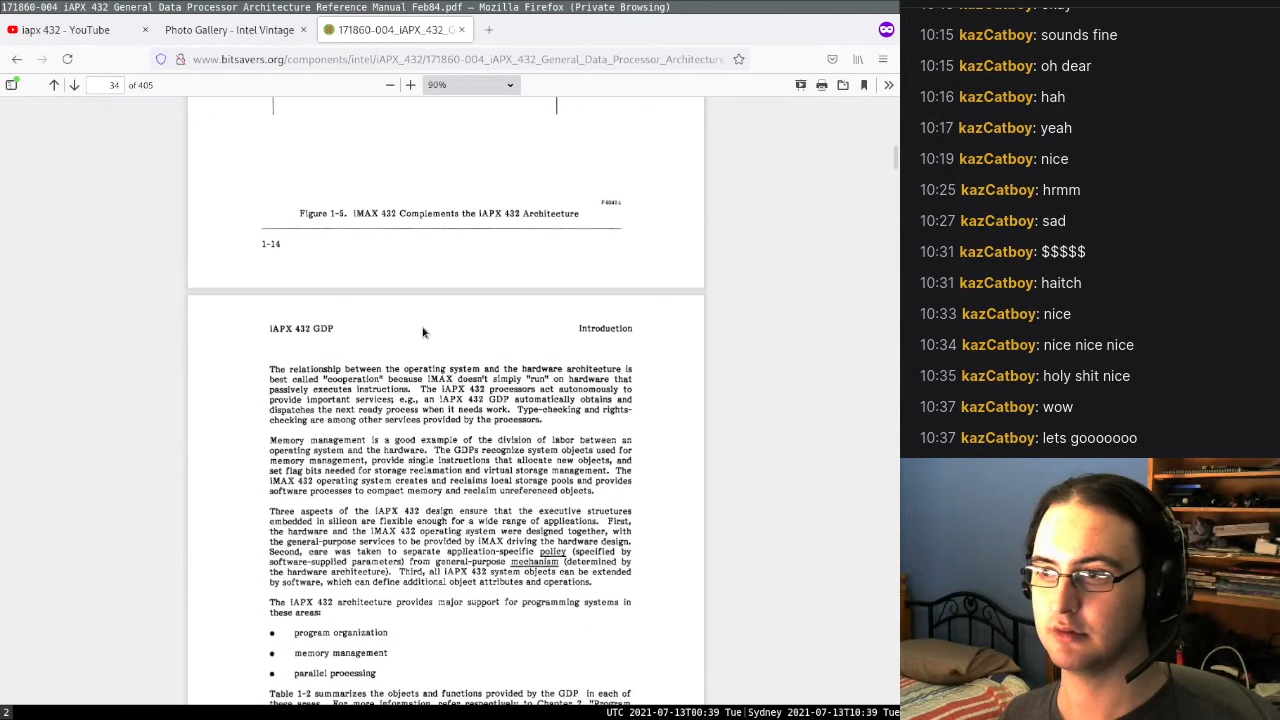 171860-004 iAPX 432 General Data Processor Architecture Reference Manual Feb84.pdf — Mozilla Firefox (Private Browsing)
iapx 432 - YouTube
Photo Gallery - Intel Vintage
171860-004_iAPX_432_G
www.bitsavers.org/components/intel/iAPX_432/171860-004_iAPX_432_General_Data_Processor_Architecture
34 of 405
90%
Figure 1-5. iMAX 432 Complements the iAPX 432 Architecture
1-14
iAPX 432 GDP
Introduction
The relationship between the operating system and the hardware architecture is
best called "cooperation" because iMAX doesn't simply "run" on hardware that
passively executes instructions. The iAPX 432 processors act autonomously to
provide important services; e.g., an iAPX 432 GDP automatically obtains and
dispatches the next ready process when it needs work. Type-checking and rights-
checking are among other services provided by the processors.
Memory management is a good example of the division of labor between an
operating system and the hardware. The GDPs recognize system objects used for
memory management, provide single instructions that allocate new objects, and
set flag bits needed for storage reclamation and virtual storage management. The
iMAX 432 operating system creates and reclaims local storage pools and provides
software processes to compact memory and reclaim unreferenced objects.
Three aspects of the iAPX 432 design ensure that the executive structures
embedded in silicon are flexible enough for a wide range of applications. First,
the hardware and the iMAX 432 operating system were designed together, with
the general-purpose services to be provided by iMAX driving the hardware design.
Second, care was taken to separate application-specific policy (specified by
software-supplied parameters) from general-purpose mechanism (determined by
the hardware architecture). Third, all iAPX 432 system objects can be extended
by software, which can define additional object attributes and operations.
The iAPX 432 architecture provides major support for programming systems in
these areas:
● program organization
● memory management
● parallel processing
Table 1-2 summarizes the objects and functions provided by the GDP in each of
these areas. For more information, refer respectively to Chapter 2, "Program
2
UTC 2021-07-13T00:39 Tue Sydney 2021-07-13T10:39 Tue
10:15 kazCatboy: sounds fine
10:15 kazCatboy: oh dear
10:16 kazCatboy: hah
10:17 kazCatboy: yeah
10:19 kazCatboy: nice
10:25 kazCatboy: hrmm
10:27 kazCatboy: sad
10:31 kazCatboy: $$$$$
10:31 kazCatboy: haitch
10:33 kazCatboy: nice
10:34 kazCatboy: nice nice nice
10:35 kazCatboy: holy shit nice
10:37 kazCatboy: wow
10:37 kazCatboy: lets gooooooo